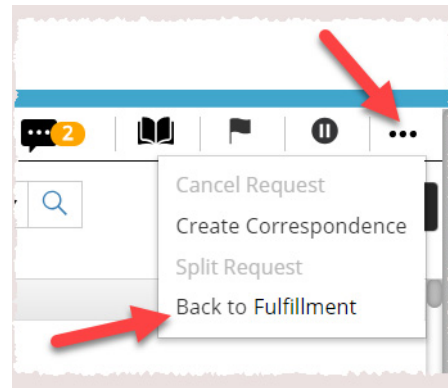 2
Cancel Request
Create Correspondence
Split Request
Back to Fulfillment